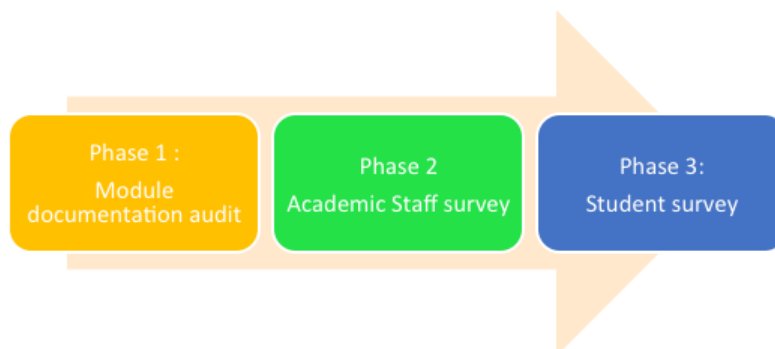 Phase 1 :
Module
documentation audit
Phase 2
Academic Staff survey
Phase 3:
Student survey